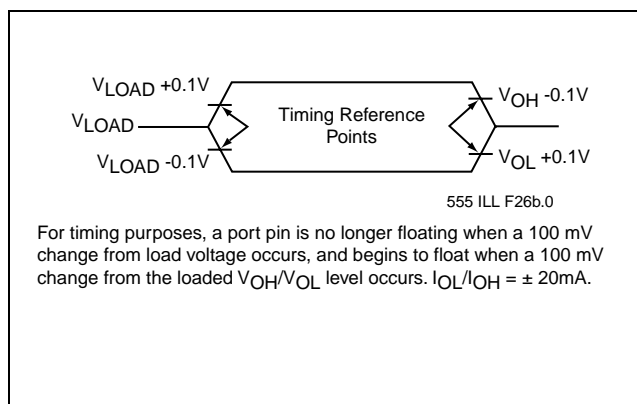 VLOAD +0.1V
VLOAD
VLOAD -0.1V
Timing Reference
Points
VOH -0.1V
VOL +0.1V
555 ILL F26b.0
For timing purposes, a port pin is no longer floating when a 100 mV
change from load voltage occurs, and begins to float when a 100 mV
change from the loaded VOH/VOL level occurs. IOL/IOH = ± 20mA.